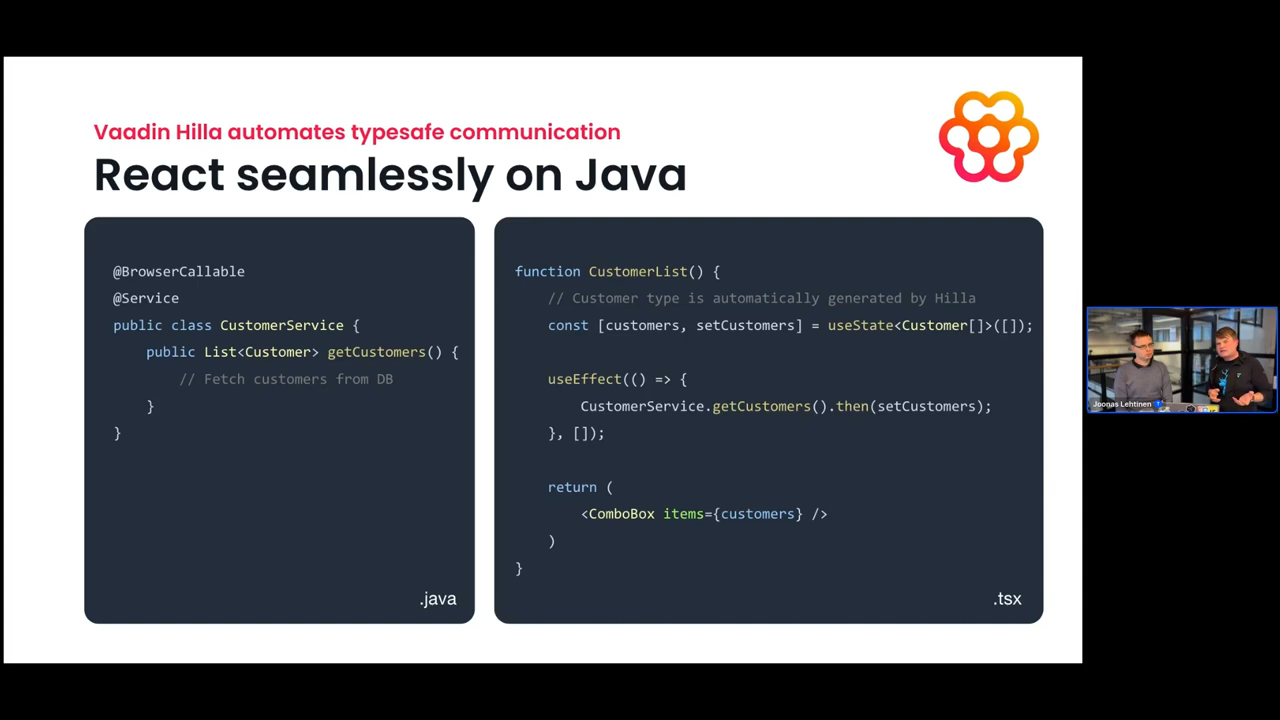 Vaadin Hilla automates typesafe communication
React seamlessly on Java
@BrowserCallable
@Service
public class CustomerService {
public List<Customer> getCustomers() {
// Fetch customers from DB
}
}
.java
function CustomerList() {
// Customer type is automatically generated by Hilla
const [customers, setCustomers] = useState<Customer[]>([]);
useEffect(() => {
CustomerService.getCustomers().then(setCustomers);
}, []);
return (
<ComboBox items={customers} />
)
}
.tsx
Joonas Lehtinen